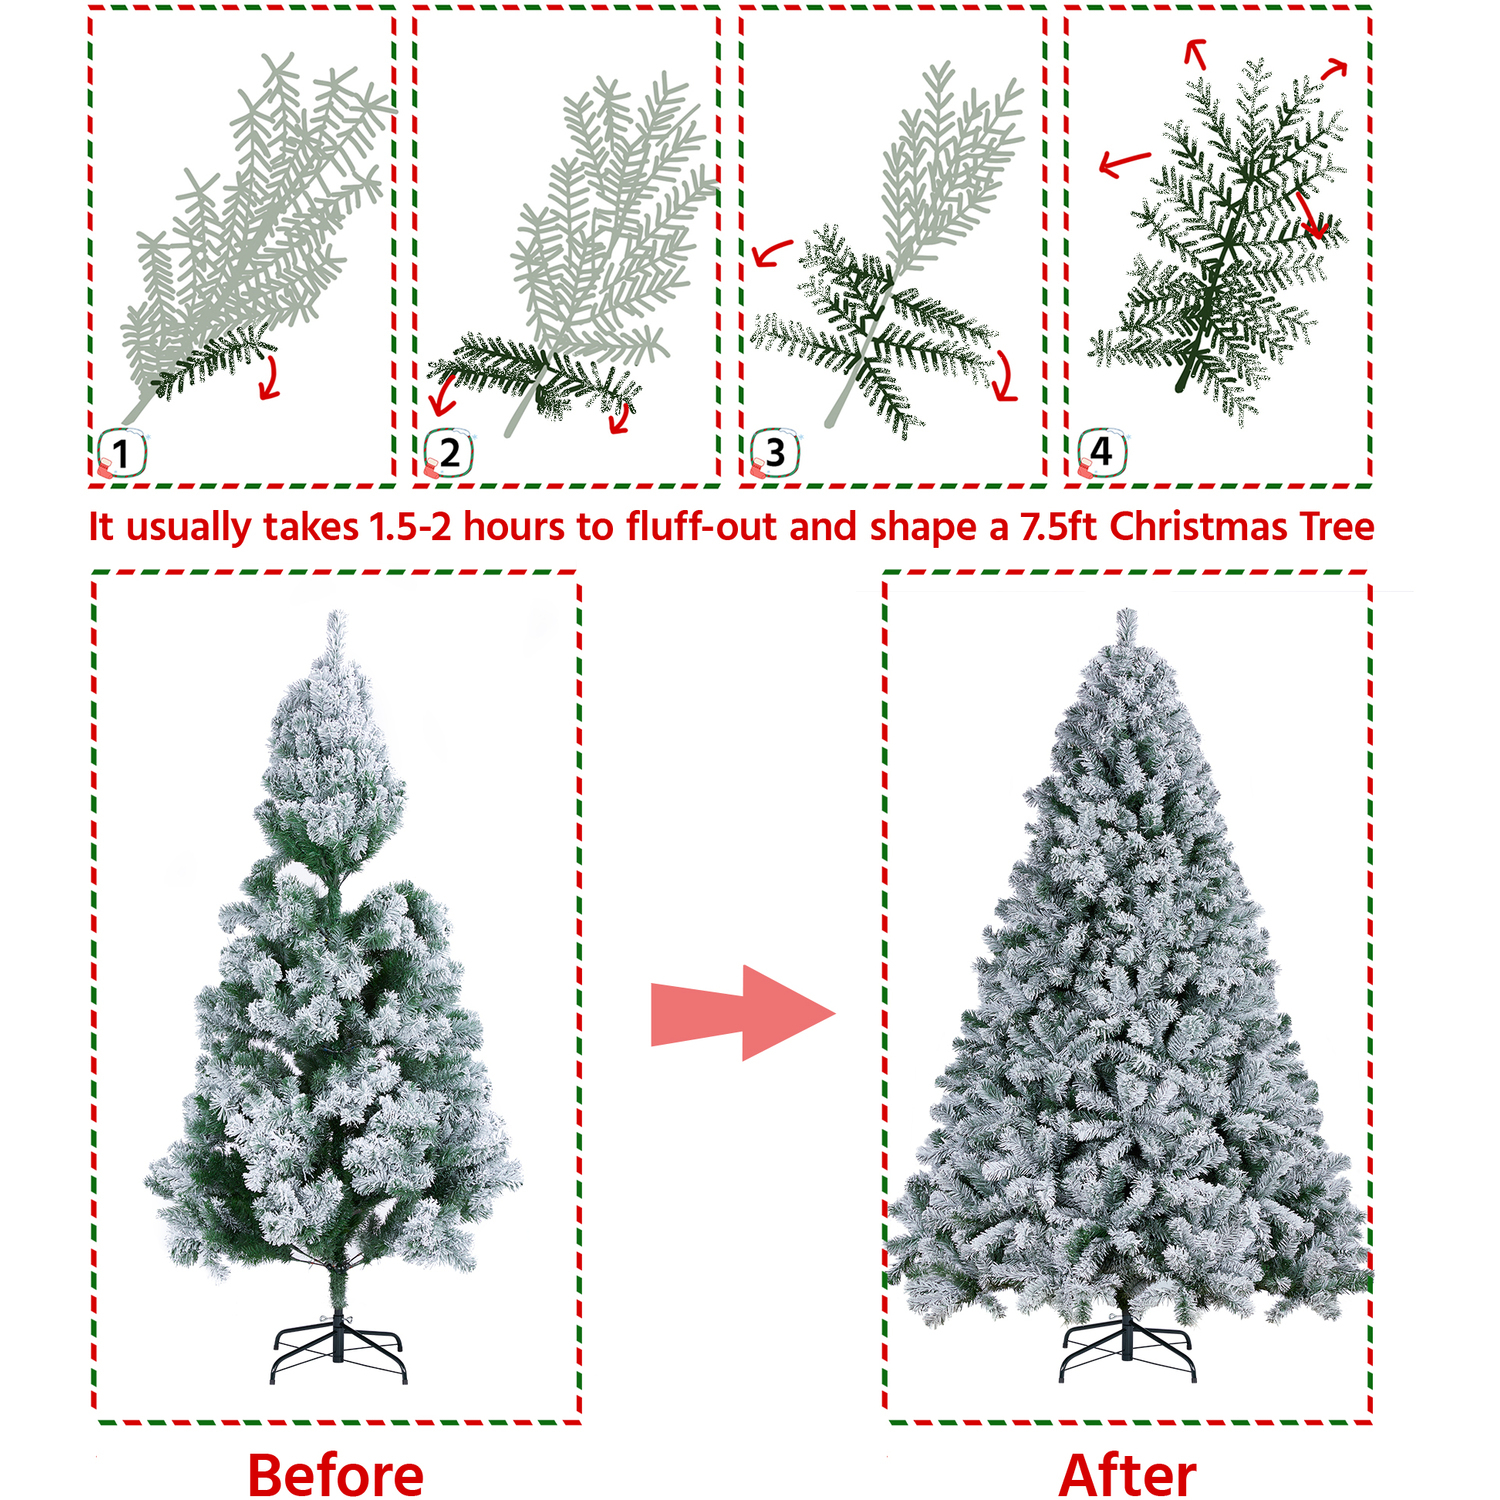 1
2
3
4
It usually takes 1.5-2 hours to fluff-out and shape a 7.5ft Christmas Tree
Before
After